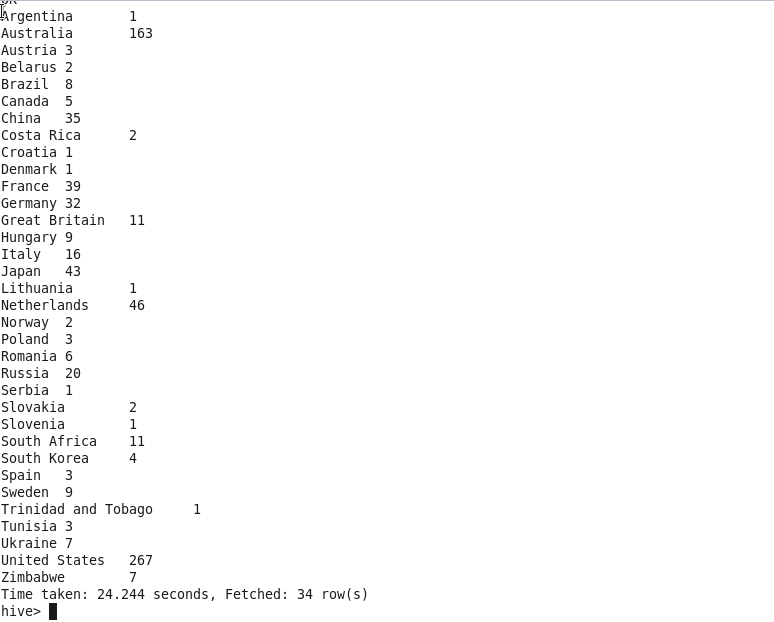 Argentina	1
Australia	163
Austria	3
Belarus	2
Brazil	8
Canada	5
China	35
Costa Rica	2
Croatia	1
Denmark	1
France	39
Germany	32
Great Britain	11
Hungary	9
Italy	16
Japan	43
Lithuania	1
Netherlands	46
Norway	2
Poland	3
Romania	6
Russia	20
Serbia	1
Slovakia	2
Slovenia	1
South Africa	11
South Korea	4
Spain	3
Sweden	9
Trinidad and Tobago	1
Tunisia	3
Ukraine	7
United States	267
Zimbabwe	7
Time taken: 24.244 seconds, Fetched: 34 row(s)
hive>